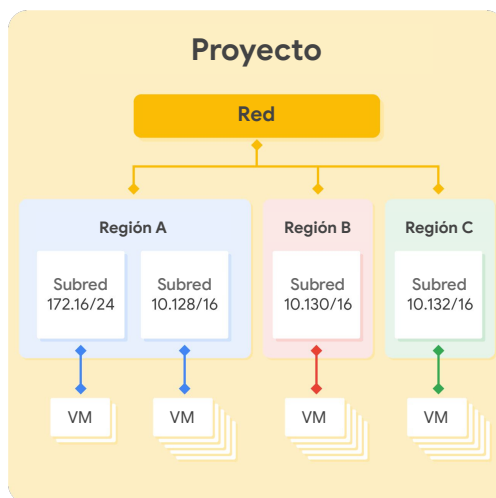 Proyecto
Red
Región A
Región B
Región C
Subred
172.16/24
Subred
10.128/16
Subred
10.130/16
Subred
10.132/16
VM
VM
VM
VM